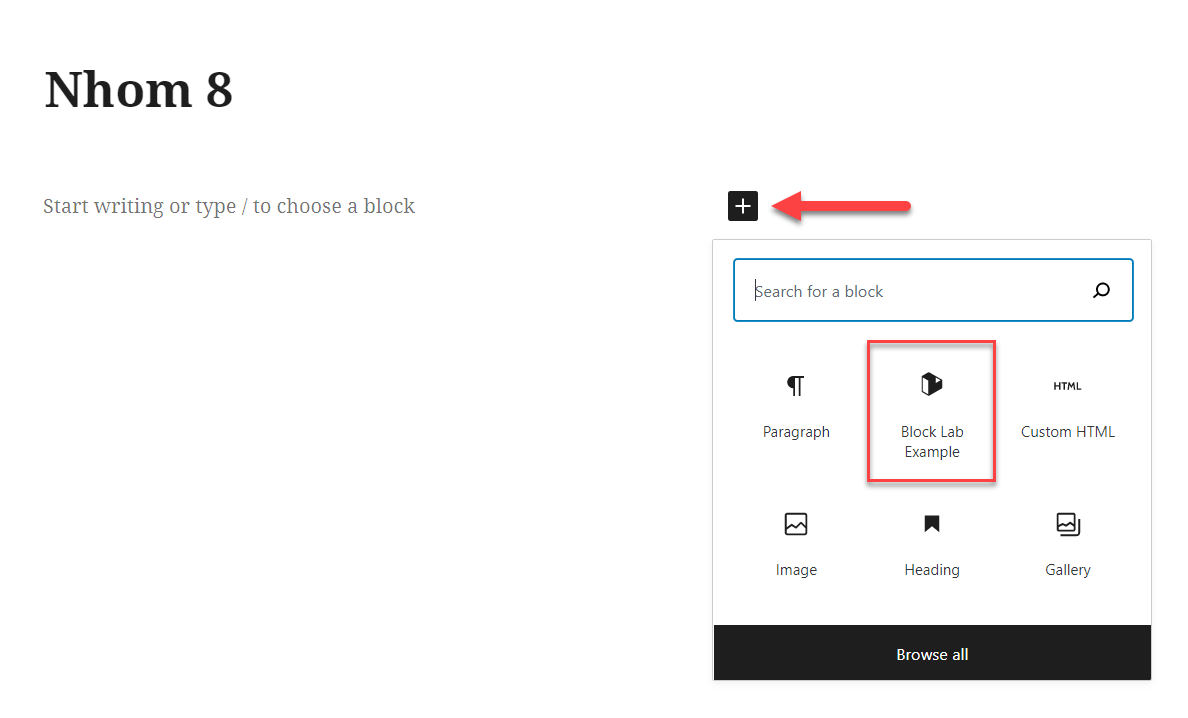 Nhom 8
Start writing or type / to choose a block
Search for a block
Paragraph
Block Lab
Example
HTML
Custom HTML
Image
Heading
Gallery
Browse all